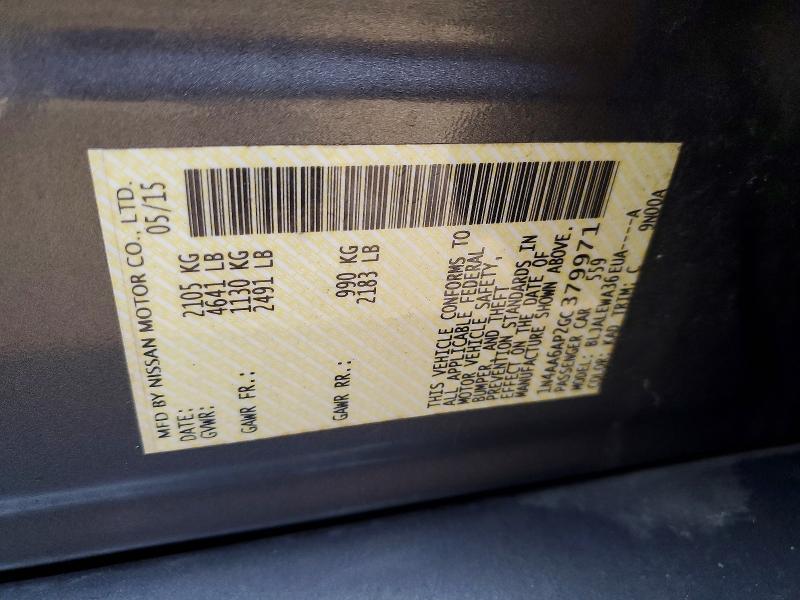 MFD BY NISSAN MOTOR CO., LTD.
DATE: 05/15
GVWR: 2105 KG
4641 LB
GAWR FR.: 1130 KG
2491 LB
GAWR RR.: 990 KG
2183 LB
THIS VEHICLE CONFORMS TO
ALL APPLICABLE FEDERAL
MOTOR VEHICLE SAFETY,
BUMPER, AND THEFT
PREVENTION STANDARDS IN
EFFECT ON THE DATE OF
MANUFACTURE SHOWN ABOVE.
1N4AA6AP2GC379971
PASSENGER CAR 559
MODEL: BLJALEWA36EUA----A
COLOR: KAD TRIM: C 9N00A